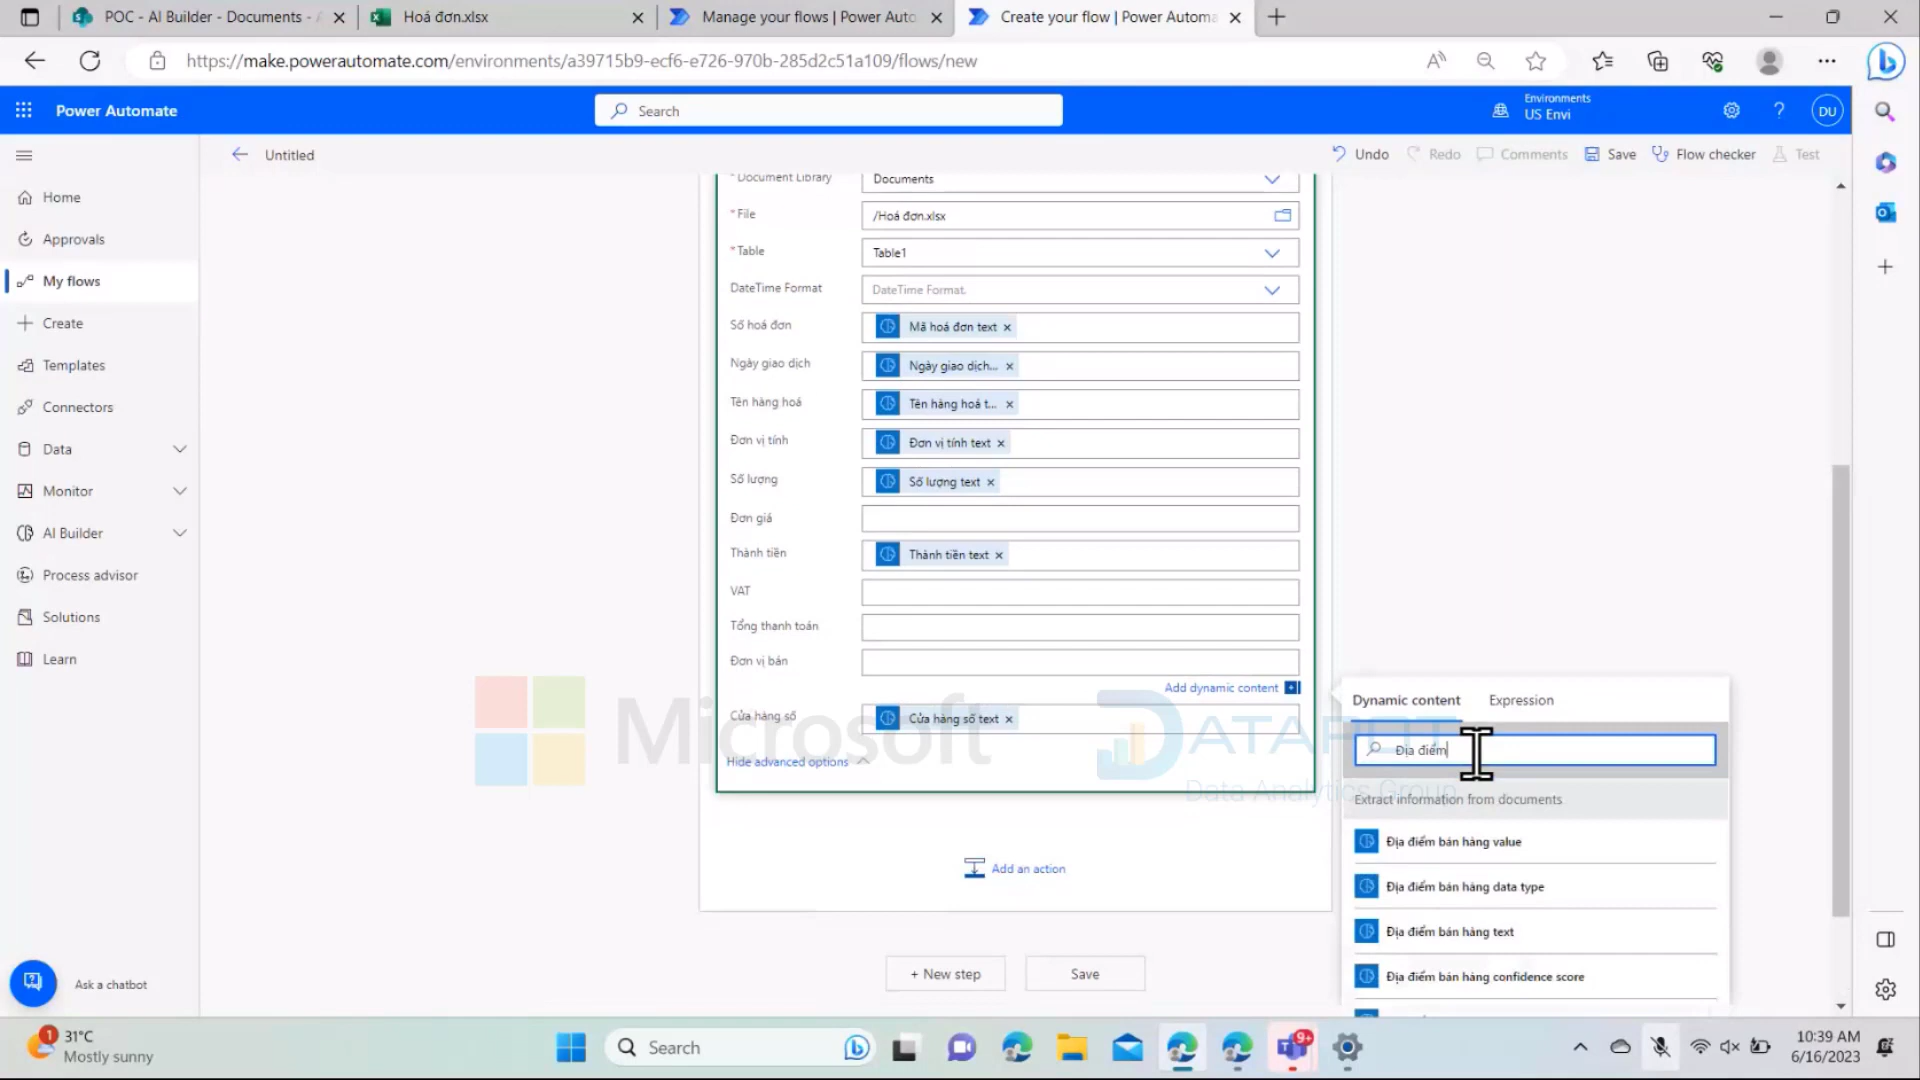 POC - AI Builder - Documents - A
Hoá đơn.xlsx
Manage your flows | Power Auto
Create your flow | Power Automa
https://make.powerautomate.com/environments/a39715b9-ecf6-e726-970b-285d2c51a109/flows/new
Power Automate
Search
Environments
US Envi
DU
Untitled
Undo
Redo
Comments
Save
Flow checker
Test
Home
Approvals
My flows
Create
Templates
Connectors
Data
Monitor
AI Builder
Process advisor
Solutions
Learn
Ask a chatbot
* Document Library
Documents
* File
/Hoá đơn.xlsx
* Table
Table1
DateTime Format
DateTime Format.
Số hoá đơn
Mã hoá đơn text
Ngày giao dịch
Ngày giao dịch...
Tên hàng hoá
Tên hàng hoá t...
Đơn vị tính
Đơn vị tính text
Số lượng
Số lượng text
Đơn giá
Thành tiền
Thành tiền text
VAT
Tổng thanh toán
Đơn vị bán
Add dynamic content
Cửa hàng số
Cửa hàng số text
Hide advanced options
Microsoft
DATAPOT
Data Analytics Group
Add an action
+ New step
Save
Dynamic content
Expression
Địa điểm
Extract information from documents
Địa điểm bán hàng value
Địa điểm bán hàng data type
Địa điểm bán hàng text
Địa điểm bán hàng confidence score
1
31°C
Mostly sunny
Search
9+
10:39 AM
6/16/2023